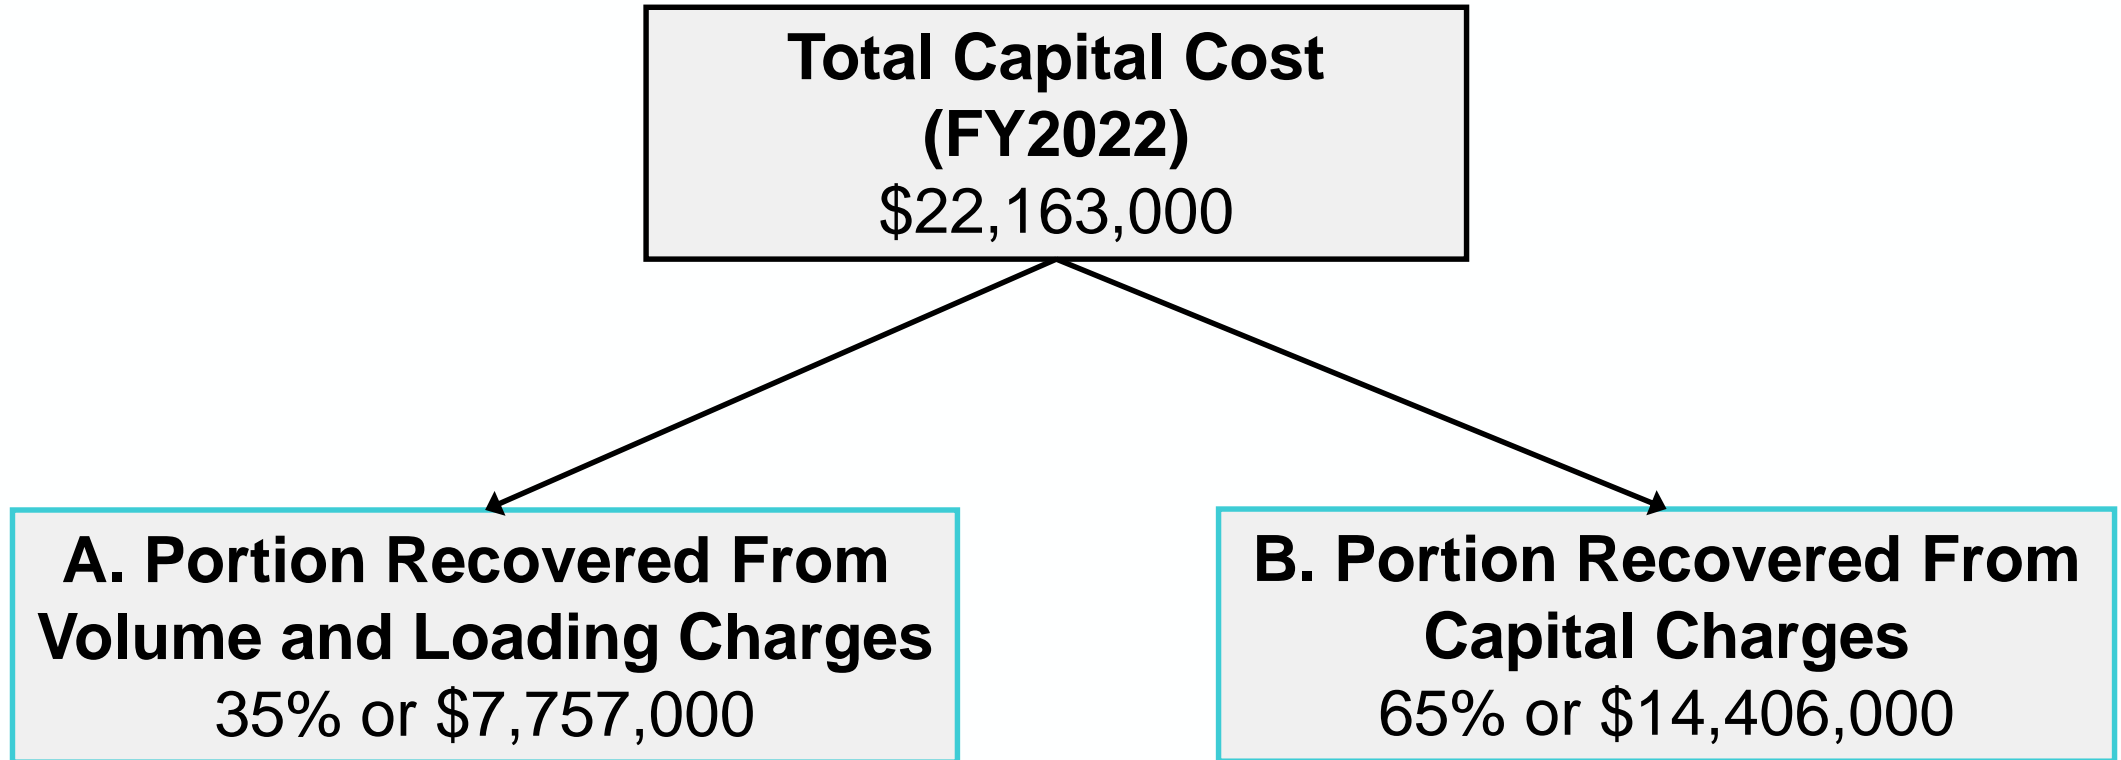 Total Capital Cost
(FY2022)
$22,163,000
A. Portion Recovered From
Volume and Loading Charges
35% or $7,757,000
B. Portion Recovered From
Capital Charges
65% or $14,406,000